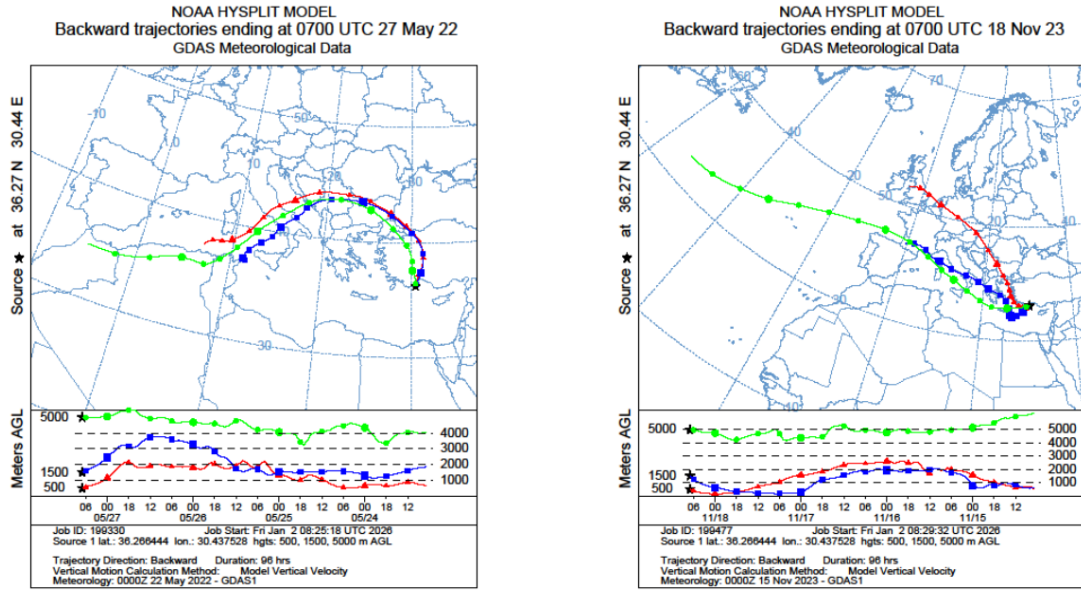 NOAA HYSPLIT MODEL
Backward trajectories ending at 0700 UTC 27 May 22
GDAS Meteorological Data
Source ★ at 36.27 N 30.44 E
-10
0
10
20
30
50
40
30
Meters AGL
5000
1500
500
4000
3000
2000
1000
06 00 18 12 06 00 18 12 06 00 18 12 06 00 18 12
05/27 05/26 05/25 05/24
Job ID: 199330 Job Start: Fri Jan 2 08:25:18 UTC 2026
Source 1 lat.: 36.266444 lon.: 30.437528 hgts: 500, 1500, 5000 m AGL
Trajectory Direction: Backward Duration: 96 hrs
Vertical Motion Calculation Method: Model Vertical Velocity
Meteorology: 0000Z 22 May 2022 - GDAS1
NOAA HYSPLIT MODEL
Backward trajectories ending at 0700 UTC 18 Nov 23
GDAS Meteorological Data
Source ★ at 36.27 N 30.44 E
60
70
40
20
Meters AGL
5000
1500
500
5000
4000
3000
2000
1000
06 00 18 12 06 00 18 12 06 00 18 12 06 00 18 12
11/18 11/17 11/16 11/15
Job ID: 199477 Job Start: Fri Jan 2 08:29:32 UTC 2026
Source 1 lat.: 36.266444 lon.: 30.437528 hgts: 500, 1500, 5000 m AGL
Trajectory Direction: Backward Duration: 96 hrs
Vertical Motion Calculation Method: Model Vertical Velocity
Meteorology: 0000Z 15 Nov 2023 - GDAS1